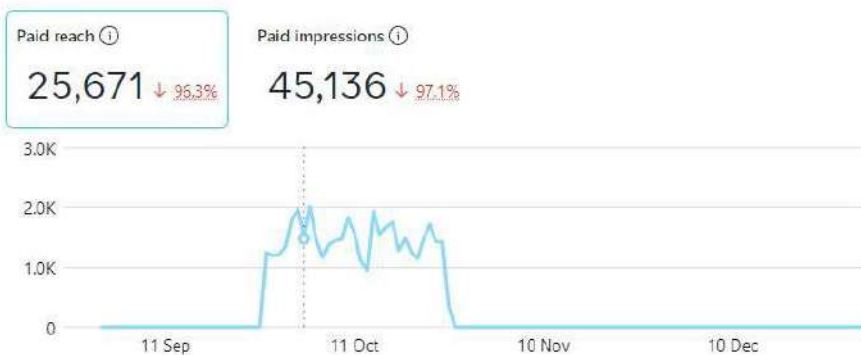 Paid reach
Paid impressions
25,671 ↓ 96.3%
45,136 ↓ 97.1%
3.0K
2.0K
1.0K
0
11 Sep
11 Oct
10 Nov
10 Dec